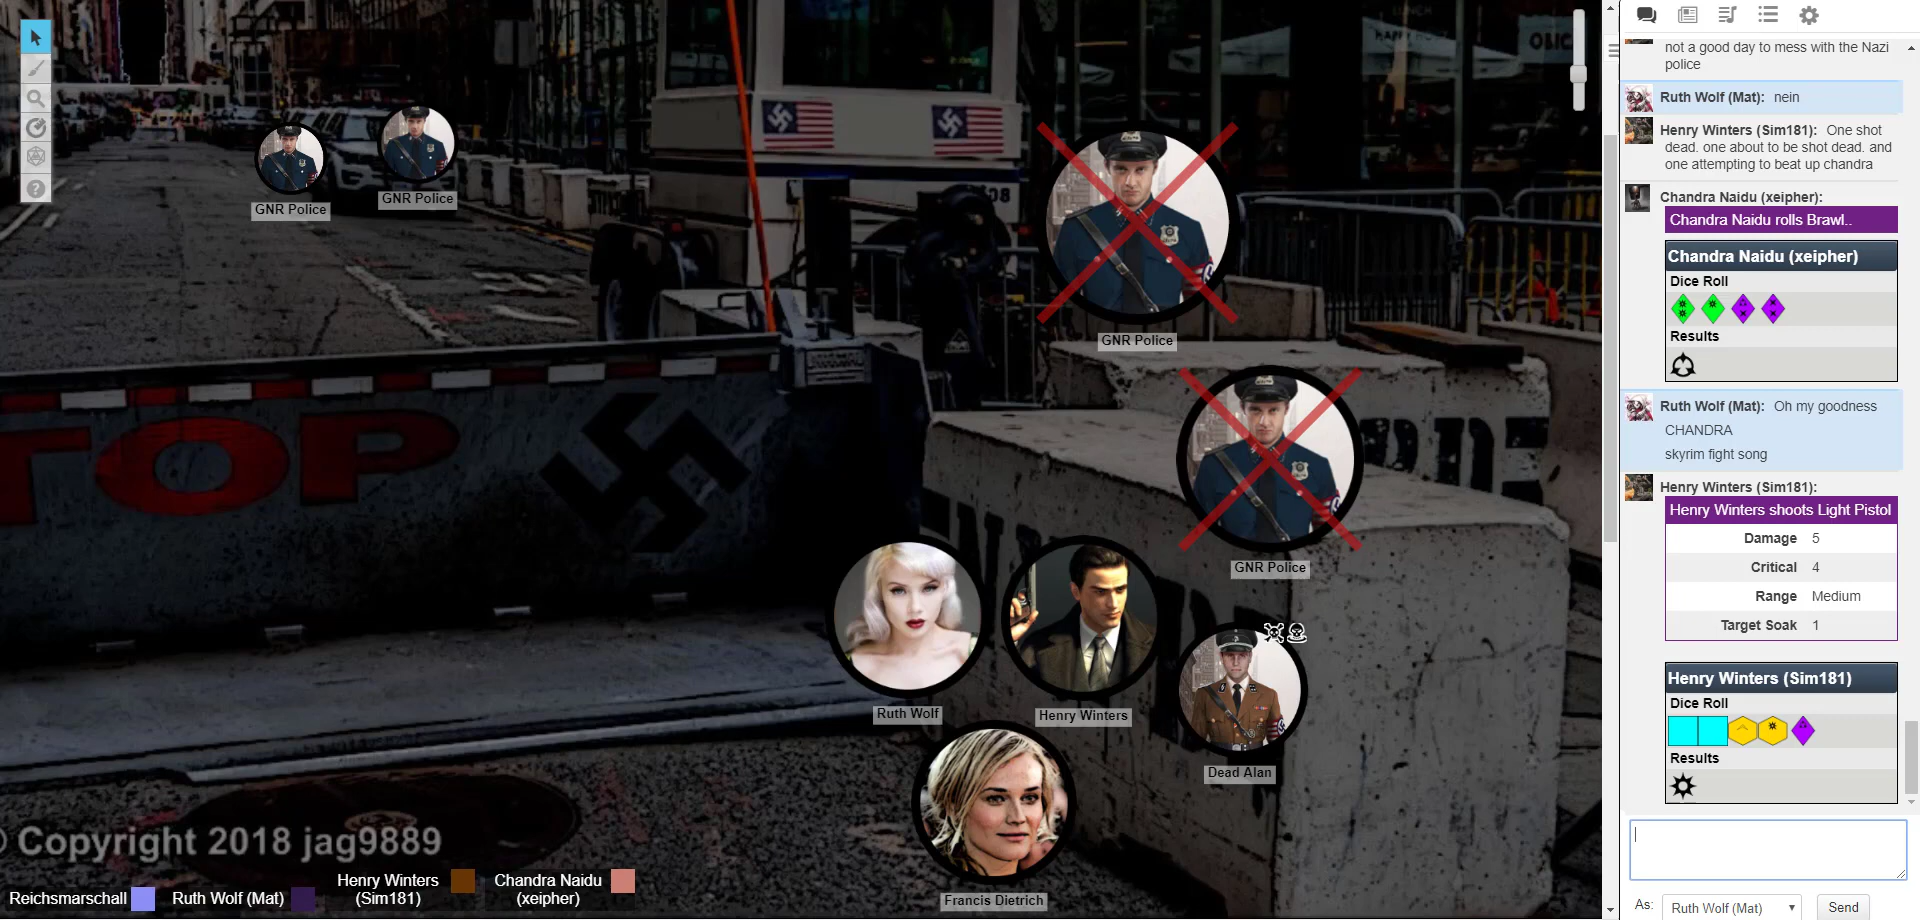 GNR Police
GNR Police
08
GNR Police
TOP
GNR Police
Ruth Wolf
Henry Winters
Dead Alan
Francis Dietrich
Copyright 2018 jag9889
Reichsmarschall
Ruth Wolf (Mat)
Henry Winters
(Sim181)
Chandra Naidu
(xeipher)
not a good day to mess with the Nazi
police
Ruth Wolf (Mat): nein
Henry Winters (Sim181): One shot
dead. one about to be shot dead. and
one attempting to beat up chandra
Chandra Naidu (xeipher):
Chandra Naidu rolls Brawl..
Chandra Naidu (xeipher)
Dice Roll
Results
Ruth Wolf (Mat): Oh my goodness
CHANDRA
skyrim fight song
Henry Winters (Sim181):
Henry Winters shoots Light Pistol
Damage 5
Critical 4
Range Medium
Target Soak 1
Henry Winters (Sim181)
Dice Roll
Results
As: Ruth Wolf (Mat) Send